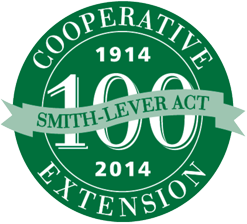 COOPERATIVE
1914
100
SMITH-LEVER ACT
2014
EXTENSION